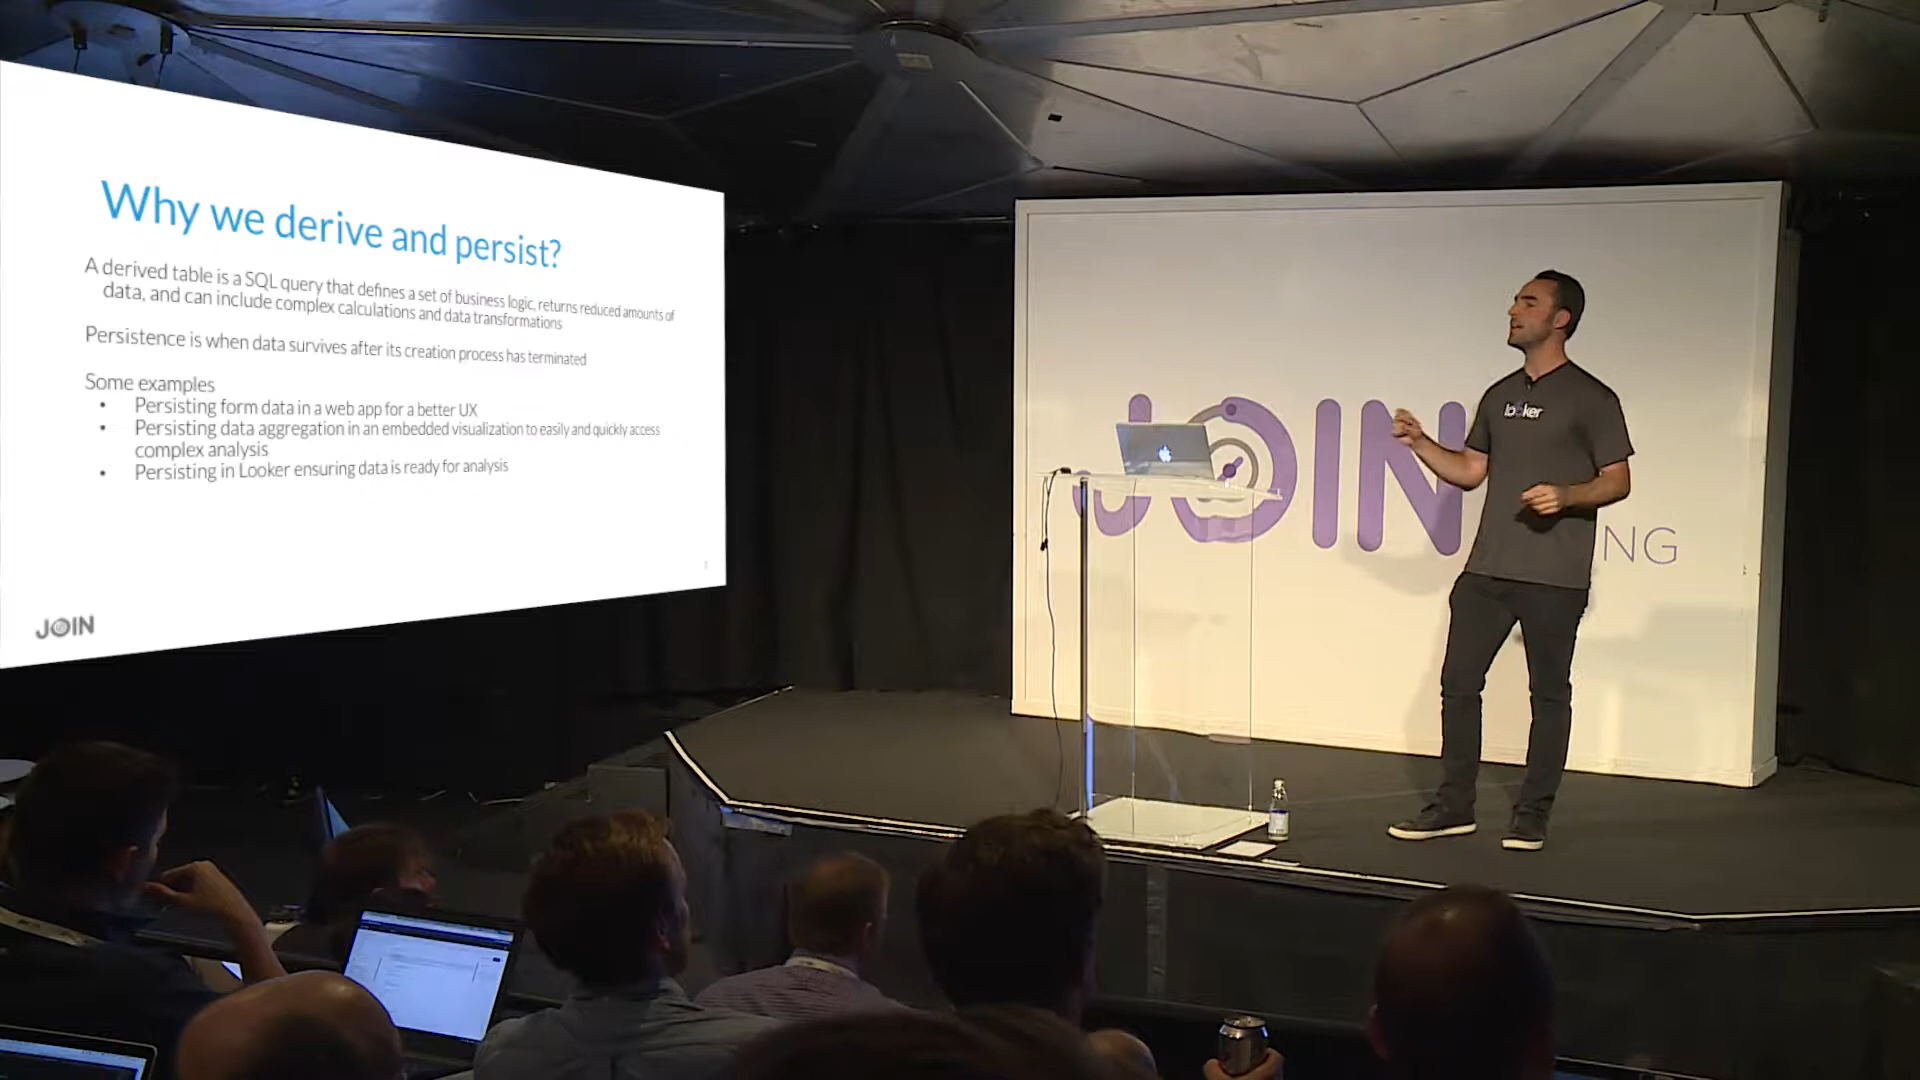 Why we derive and persist?
A derived table is a SQL query that defines a set of business logic, returns reduced amounts of
data, and can include complex calculations and data transformations
Persistence is when data survives after its creation process has terminated
Some examples
• Persisting form data in a web app for a better UX
• Persisting data aggregation in an embedded visualization to easily and quickly access
complex analysis
• Persisting in Looker ensuring data is ready for analysis
JOIN
JOIN
NG
looker